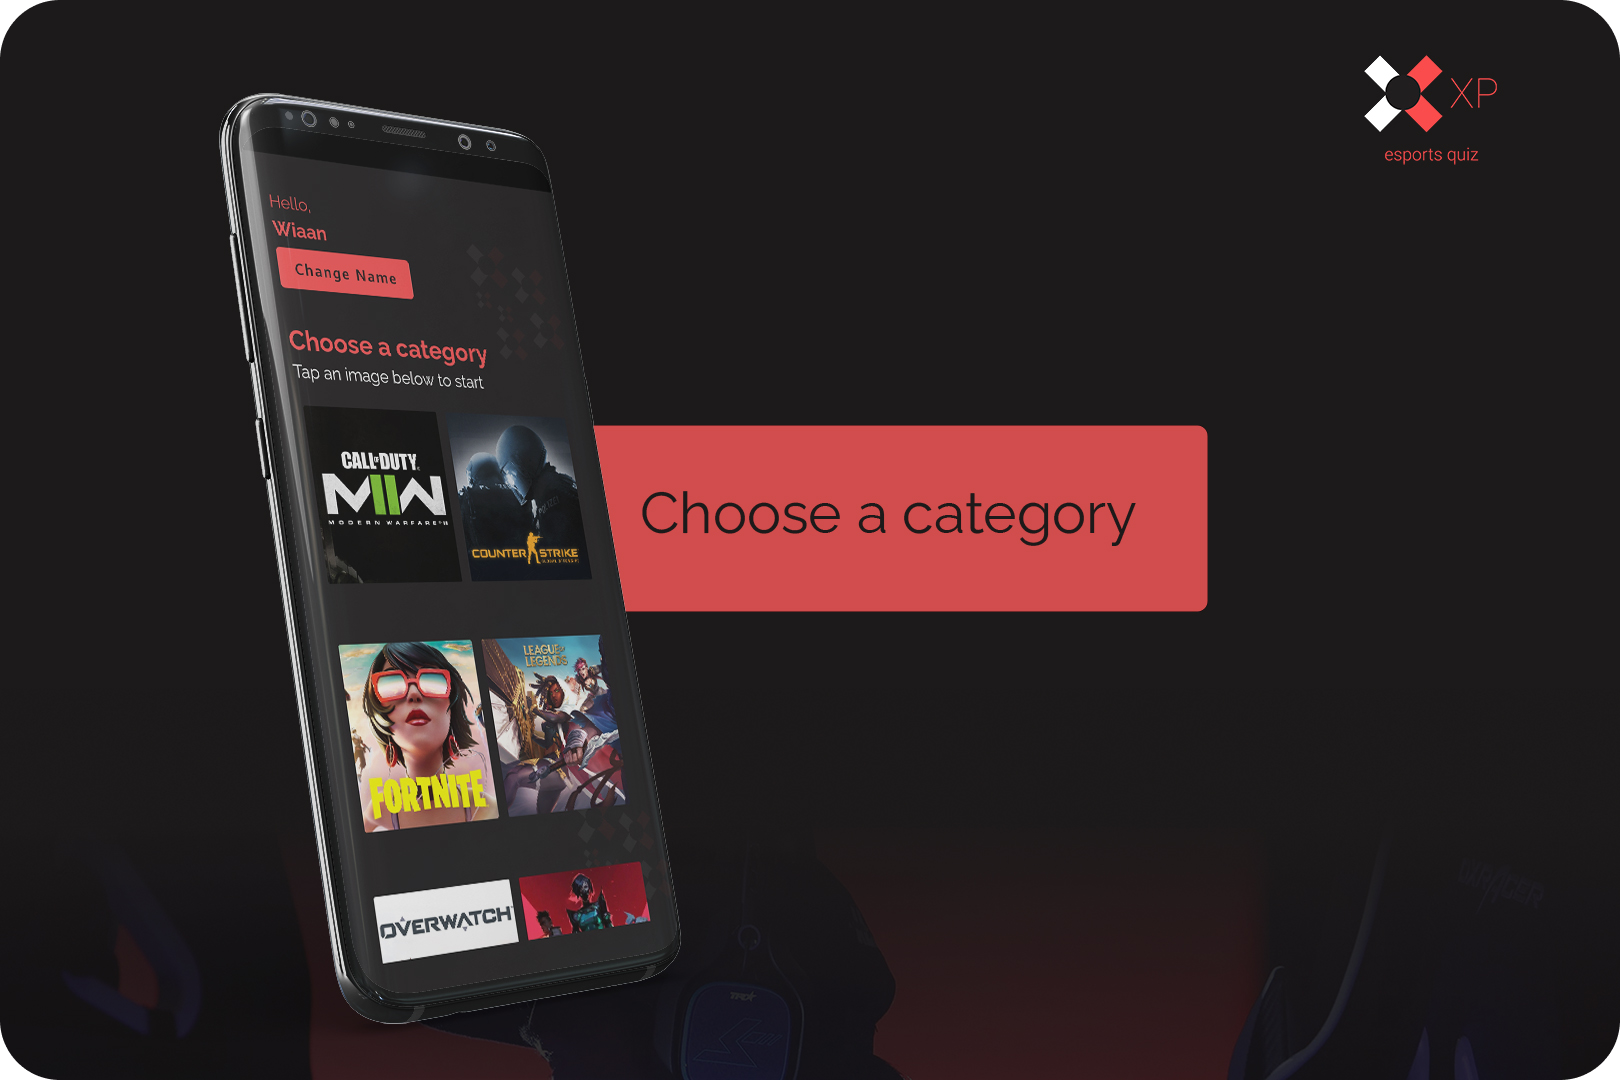 XP
esports quiz
Hello,
Wiaan
Change Name
Choose a category
Tap an image below to start
CALL OF DUTY
MIIW
MODERN WARFARE II
COUNTER STRIKE
FORTNITE
LEAGUE OF
LEGENDS
OVERWATCH
Choose a category